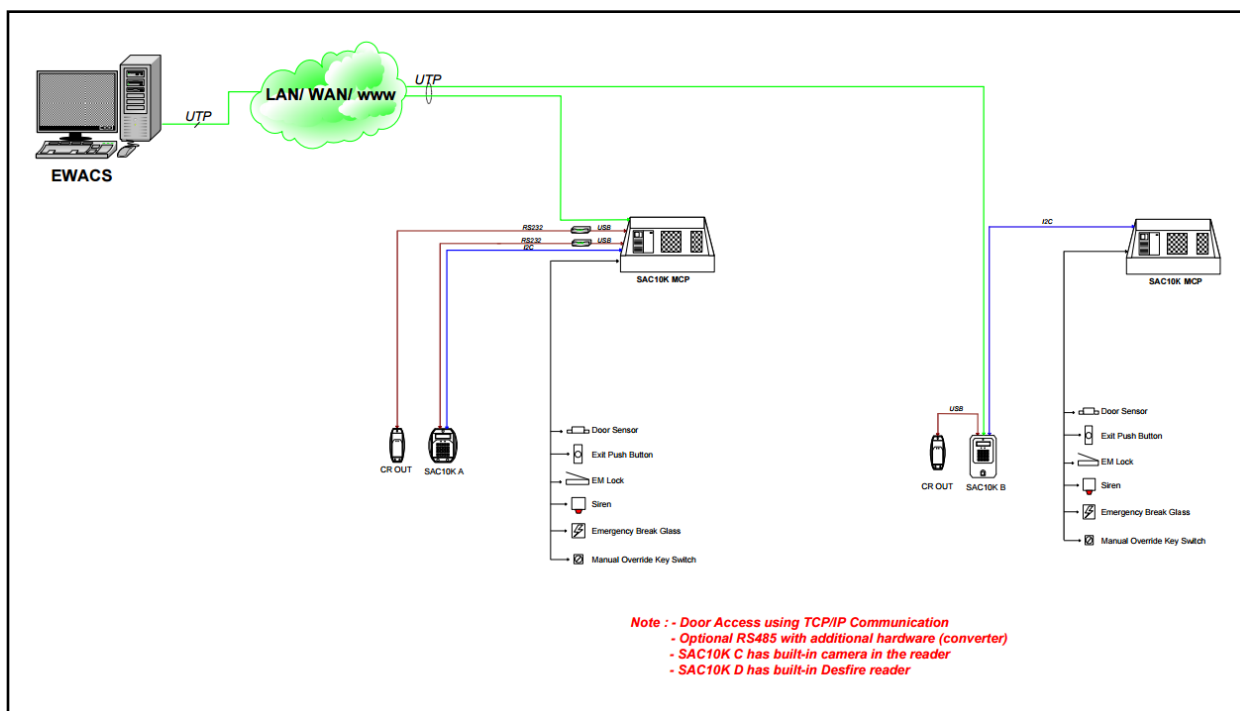 LAN/ WAN/ www
UTP
UTP
EWACS
RS232
USB
RS232
USB
I2C
SAC10K MCP
I2C
SAC10K MCP
CR OUT
SAC10K A
Door Sensor
Exit Push Button
EM Lock
Siren
Emergency Break Glass
Manual Override Key Switch
USB
CR OUT
SAC10K B
Door Sensor
Exit Push Button
EM Lock
Siren
Emergency Break Glass
Manual Override Key Switch
Note : - Door Access using TCP/IP Communication
- Optional RS485 with additional hardware (converter)
- SAC10K C has built-in camera in the reader
- SAC10K D has built-in Desfire reader